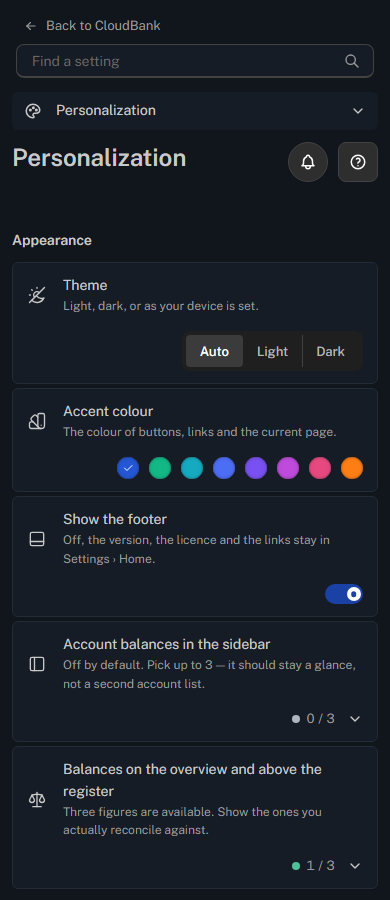 Back to CloudBank
Find a setting
Personalization
Personalization
Appearance
Theme
Light, dark, or as your device is set.
Auto
Light
Dark
Accent colour
The colour of buttons, links and the current page.
Show the footer
Off, the version, the licence and the links stay in
Settings › Home.
Account balances in the sidebar
Off by default. Pick up to 3 — it should stay a glance,
not a second account list.
0 / 3
Balances on the overview and above the
register
Three figures are available. Show the ones you
actually reconcile against.
1 / 3